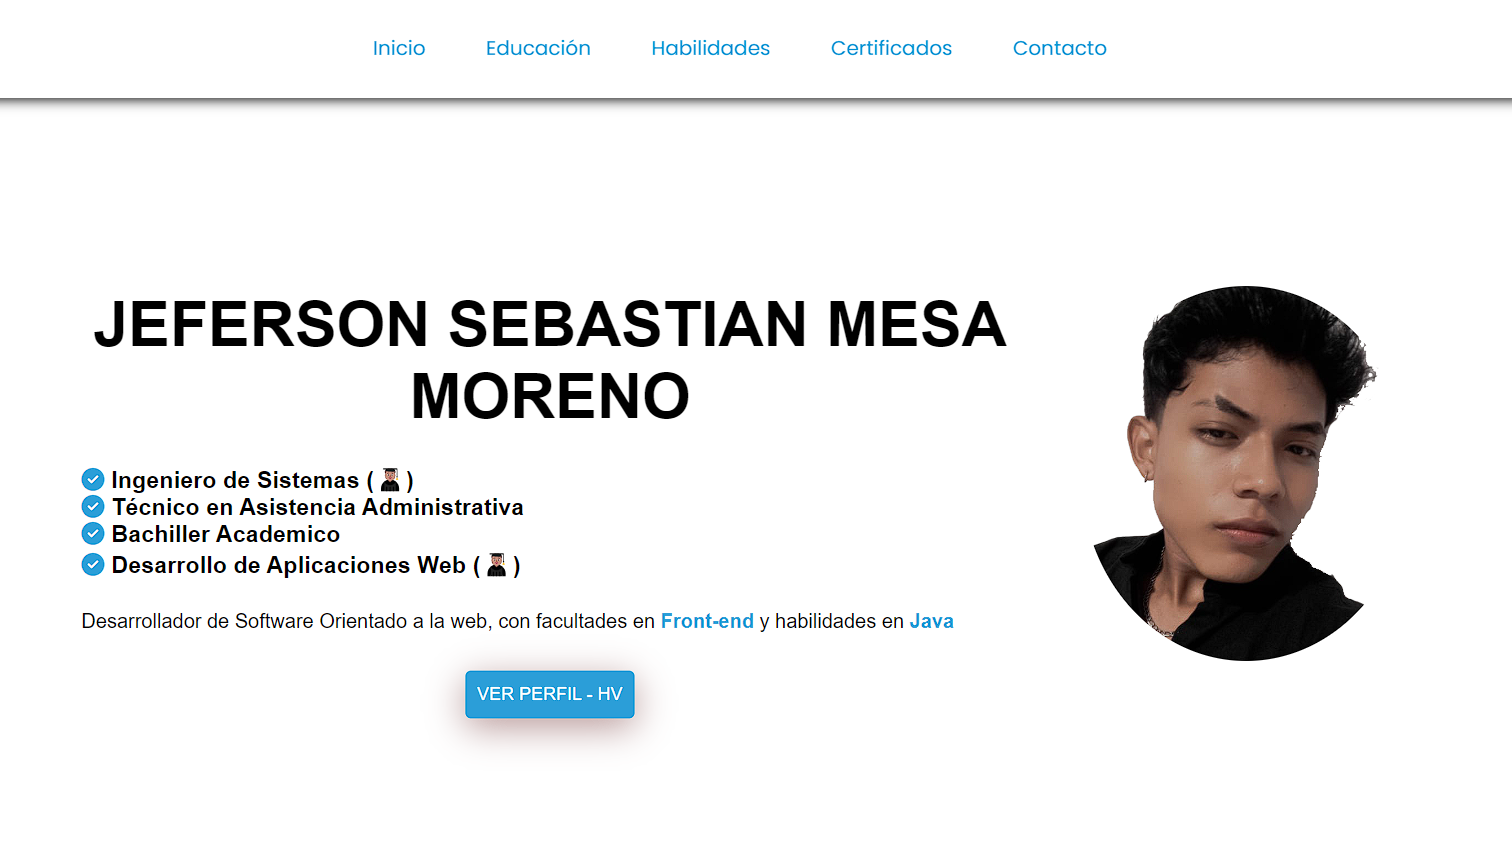 Inicio Educación Habilidades Certificados Contacto
JEFERSON SEBASTIAN MESA
MORENO
Ingeniero de Sistemas ( 👨🏽‍🎓 )
Técnico en Asistencia Administrativa
Bachiller Academico
Desarrollo de Aplicaciones Web ( 👨🏽‍🎓 )
Desarrollador de Software Orientado a la web, con facultades en Front-end y habilidades en Java
VER PERFIL - HV